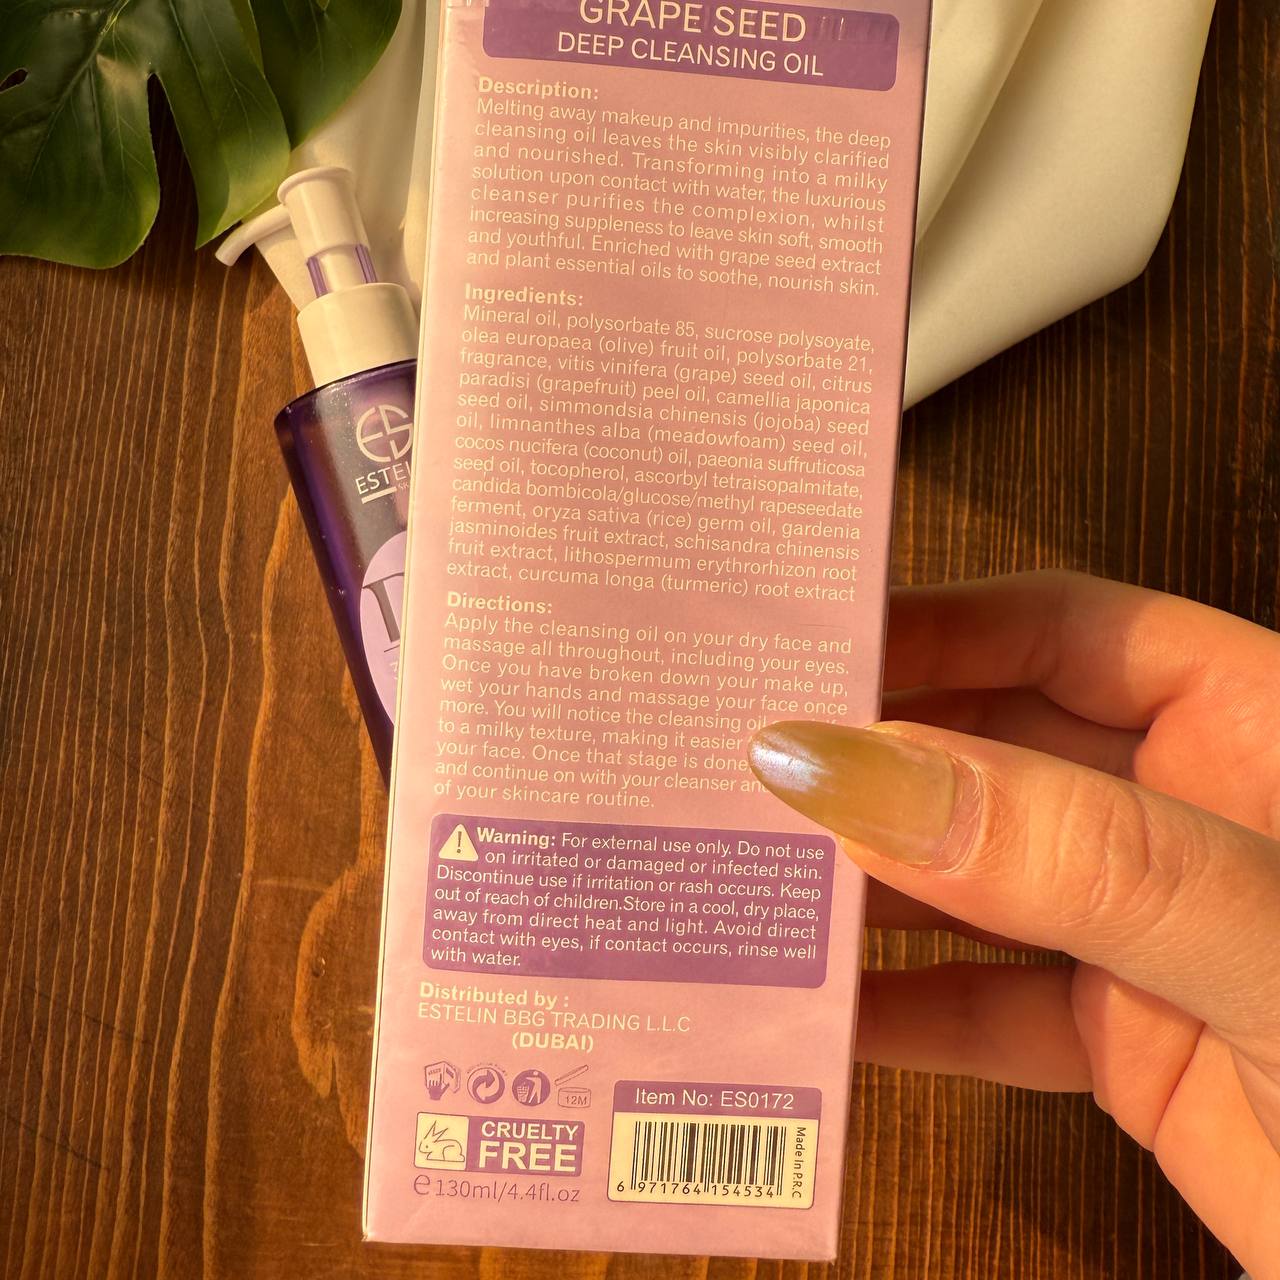 GRAPE SEED
DEEP CLEANSING OIL
Description:
Melting away makeup and impurities, the deep
cleansing oil leaves the skin visibly clarified
and nourished. Transforming into a milky
solution upon contact with water, the luxurious
cleanser purifies the complexion, whilst
increasing suppleness to leave skin soft, smooth
and youthful. Enriched with grape seed extract
and plant essential oils to soothe, nourish skin.
Ingredients:
Mineral oil, polysorbate 85, sucrose polysoyate,
olea europaea (olive) fruit oil, polysorbate 21,
fragrance, vitis vinifera (grape) seed oil, citrus
paradisi (grapefruit) peel oil, camellia japonica
seed oil, simmondsia chinensis (jojoba) seed
oil, limnanthes alba (meadowfoam) seed oil,
cocos nucifera (coconut) oil, paeonia suffruticosa
seed oil, tocopherol, ascorbyl tetraisopalmitate,
candida bombicola/glucose/methyl rapeseedate
ferment, oryza sativa (rice) germ oil, gardenia
jasminoides fruit extract, schisandra chinensis
fruit extract, lithospermum erythrorhizon root
extract, curcuma longa (turmeric) root extract
Directions:
Apply the cleansing oil on your dry face and
massage all throughout, including your eyes.
Once you have broken down your make up,
wet your hands and massage your face once
more. You will notice the cleansing oil
to a milky texture, making it easier
your face. Once that stage is done,
and continue on with your cleanser
of your skincare routine.
Warning: For external use only. Do not use
on irritated or damaged or infected skin.
Discontinue use if irritation or rash occurs. Keep
out of reach of children.Store in a cool, dry place,
away from direct heat and light. Avoid direct
contact with eyes, if contact occurs, rinse well
with water.
Distributed by :
ESTELIN BBG TRADING L.L.C
(DUBAI)
12M
CRUELTY
FREE
e130ml/4.4fl.oz
Item No: ES0172
Made In P.R.C
6 971764 154534
ES